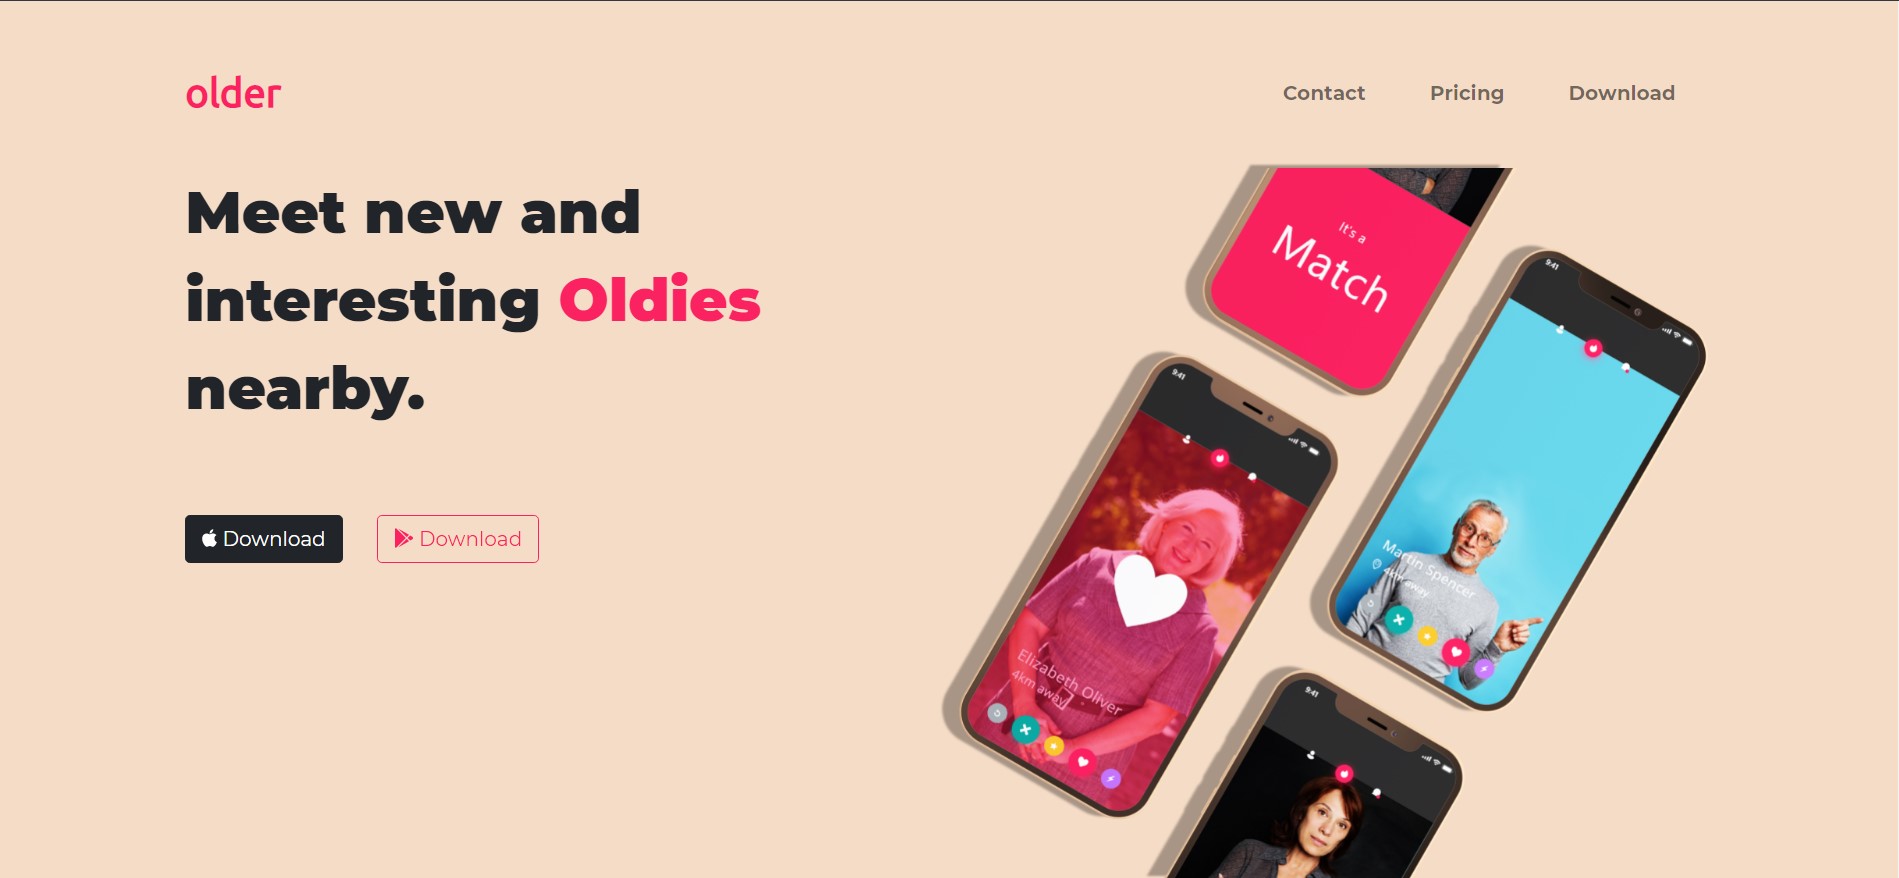 older
Contact Pricing Download
Meet new and
interesting Oldies
nearby.
Download Download
It's a
Match
9:41
Martin Spencer
4km away
9:41
Elizabeth Oliver
4km away
9:41